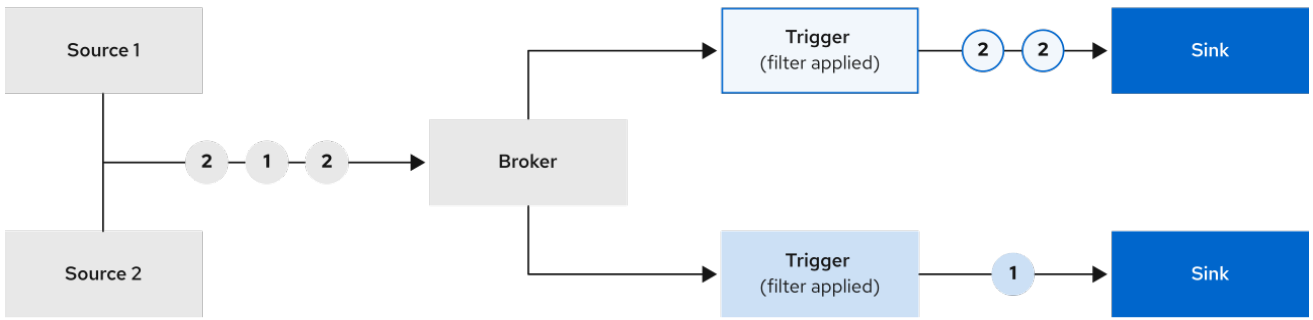 Source 1
Trigger
(filter applied)
2 2
Sink
2 1 2
Broker
Source 2
Trigger
(filter applied)
1
Sink